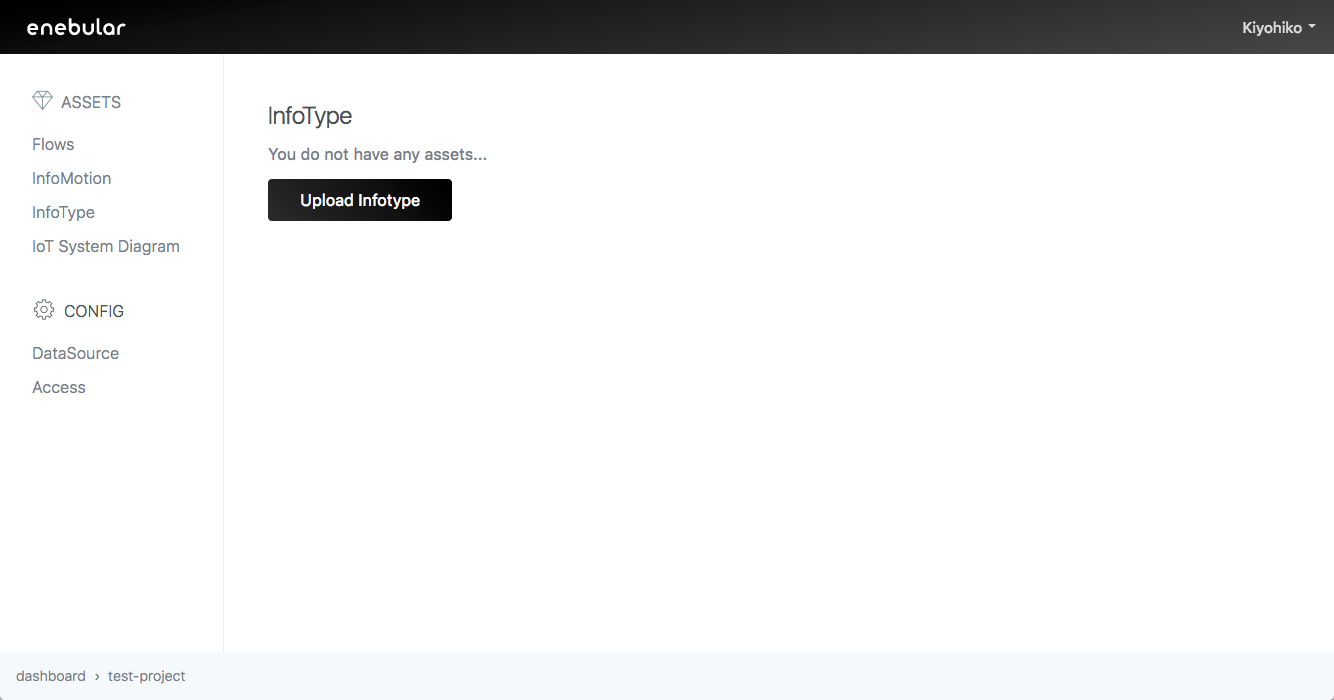 enebular
Kiyohiko
ASSETS
Flows
InfoMotion
InfoType
IoT System Diagram
CONFIG
DataSource
Access
InfoType
You do not have any assets...
Upload Infotype
dashboard › test-project